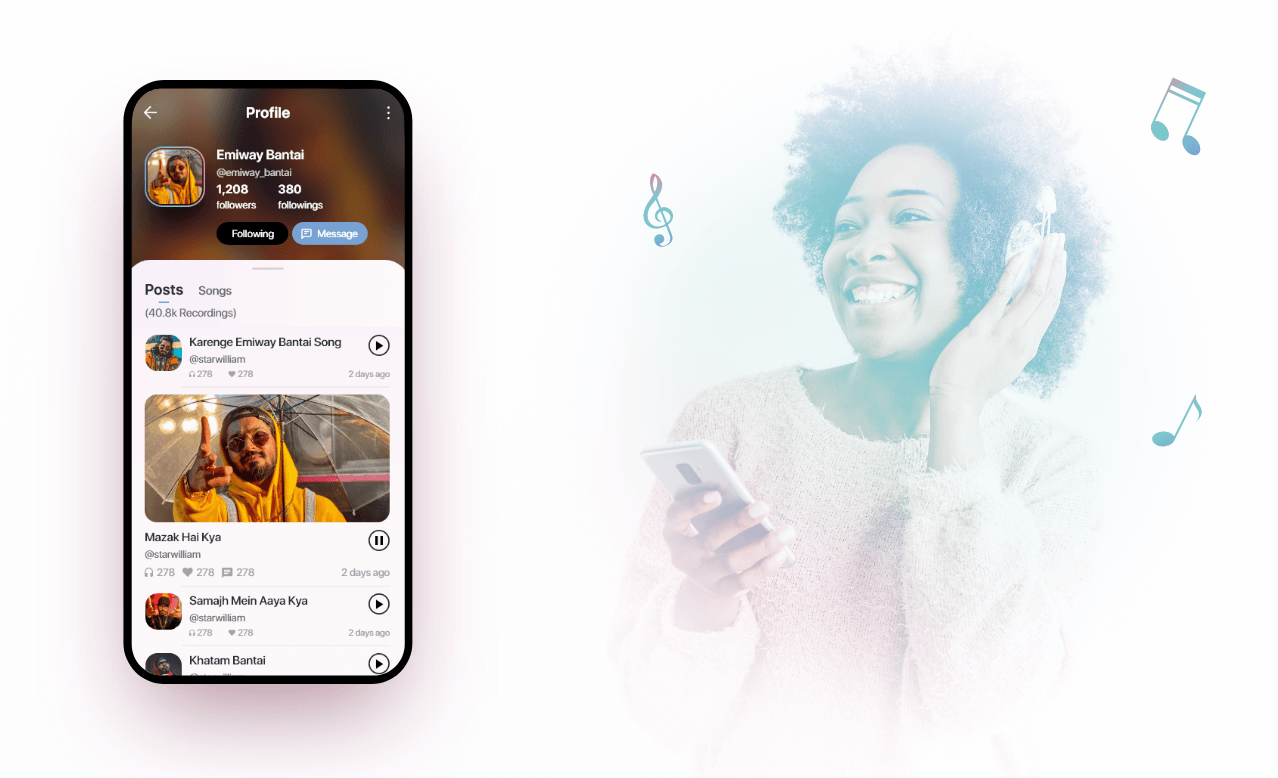 Profile
Emiway Bantai
@emiway_bantai
1,208 380
followers followings
Following Message
Posts Songs
(40.8k Recordings)
Karenge Emiway Bantai Song
@starwilliam
278 278 2 days ago
Mazak Hai Kya
@starwilliam
278 278 278 2 days ago
Samajh Mein Aaya Kya
@starwilliam
278 278 2 days ago
Khatam Bantai